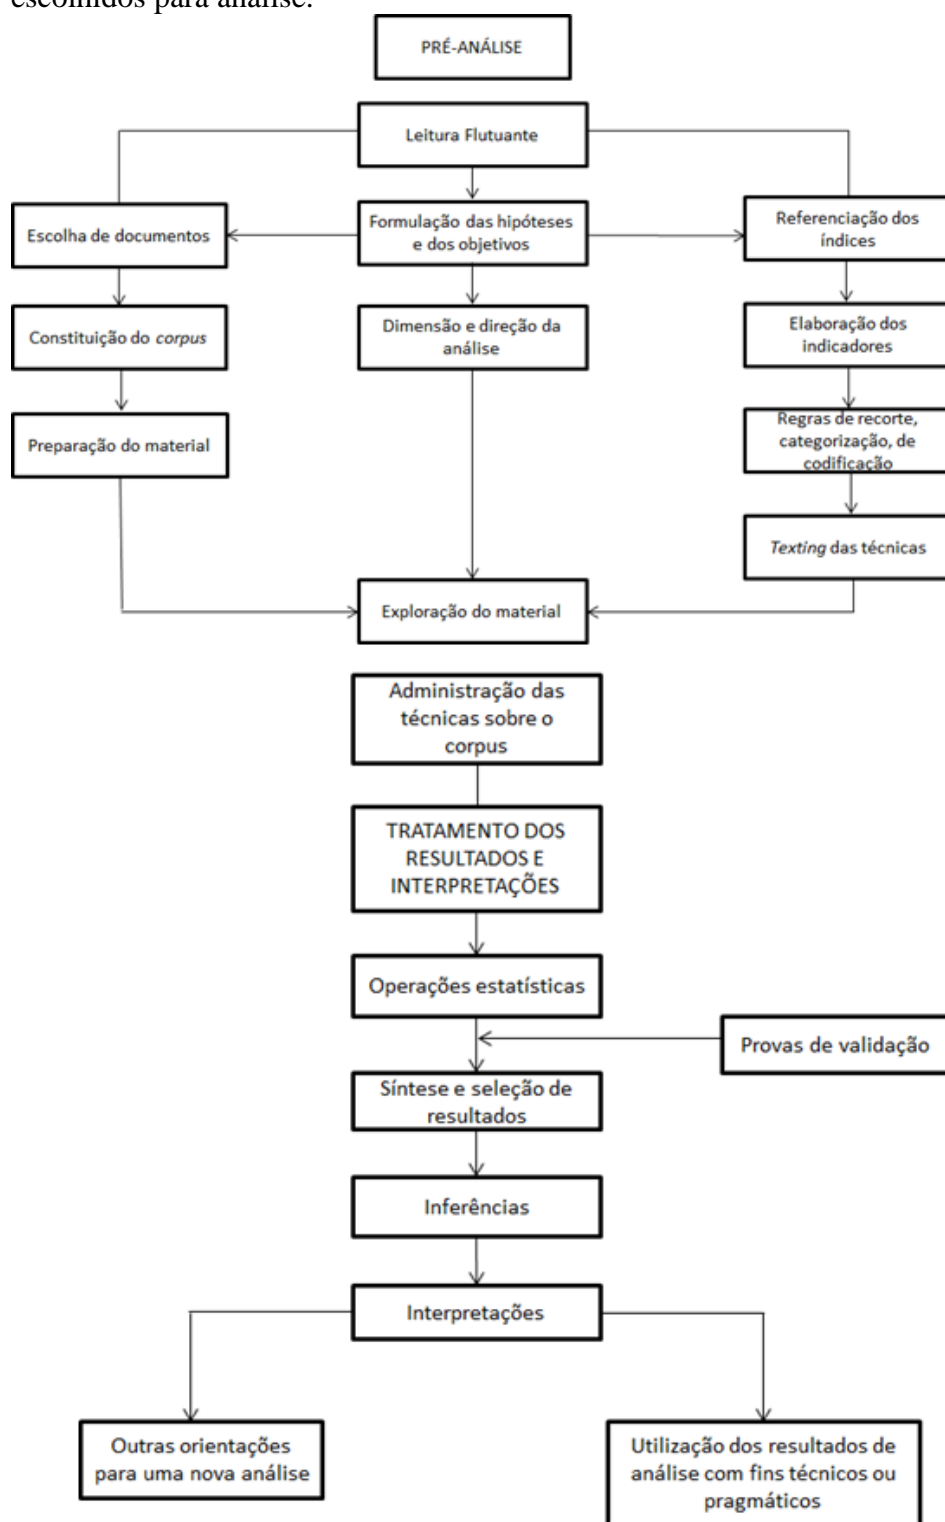 escolhidos para análise.
PRÉ-ANÁLISE
Leitura Flutuante
Escolha de documentos
Formulação das hipóteses
e dos objetivos
Referenciação dos
índices
Constituição do corpus
Dimensão e direção da
análise
Elaboração dos
indicadores
Preparação do material
Regras de recorte,
categorização, de
codificação
Texting das técnicas
Exploração do material
Administração das
técnicas sobre o
corpus
TRATAMENTO DOS
RESULTADOS E
INTERPRETAÇÕES
Operações estatísticas
Provas de validação
Síntese e seleção de
resultados
Inferências
Interpretações
Outras orientações
para uma nova análise
Utilização dos resultados de
análise com fins técnicos ou
pragmáticos